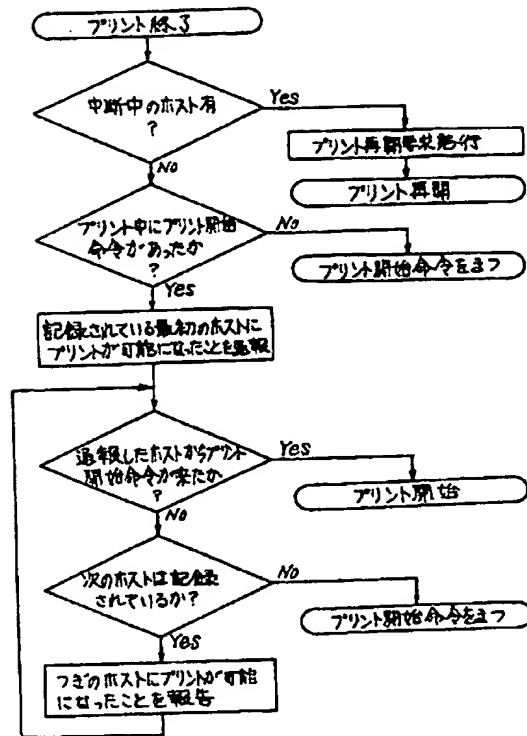 プリント終了
中断中のホスト有
?
Yes
プリント再開要求発行
No
プリント再開
プリント中にプリント開始
命令があったか
?
No
プリント開始命令をまつ
Yes
記録されている最初のホストに
プリントが可能になったことを通報
通報したホストからプリント
開始命令が来たか
?
Yes
プリント開始
No
次のホストは記録
されているか?
No
プリント開始命令をまつ
Yes
つぎのホストにプリントが可能
になったことを報告